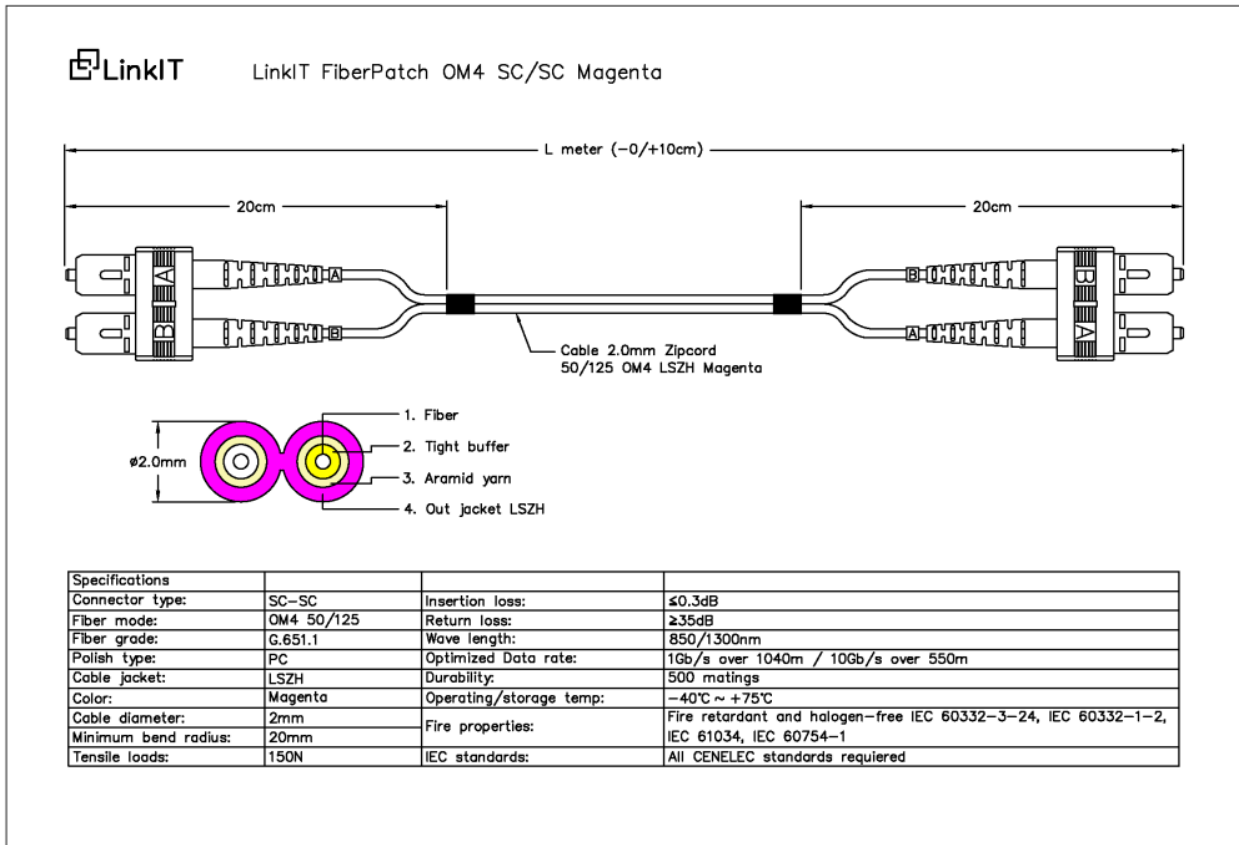 LinkIT
LinkIT FiberPatch OM4 SC/SC Magenta
L meter (-0/+10cm)
20cm
20cm
A
B
A
B
B
A
B
A
Cable 2.0mm Zipcord
50/125 OM4 LSZH Magenta
ø2.0mm
1. Fiber
2. Tight buffer
3. Aramid yarn
4. Out jacket LSZH
Specifications
Connector type: SC-SC Insertion loss: ≤0.3dB
Fiber mode: OM4 50/125 Return loss: ≥35dB
Fiber grade: G.651.1 Wave length: 850/1300nm
Polish type: PC Optimized Data rate: 1Gb/s over 1040m / 10Gb/s over 550m
Cable jacket: LSZH Durability: 500 matings
Color: Magenta Operating/storage temp: -40℃ ~ +75℃
Cable diameter: 2mm Fire properties: Fire retardant and halogen-free IEC 60332-3-24, IEC 60332-1-2,
Minimum bend radius: 20mm IEC 61034, IEC 60754-1
Tensile loads: 150N IEC standards: All CENELEC standards requiered